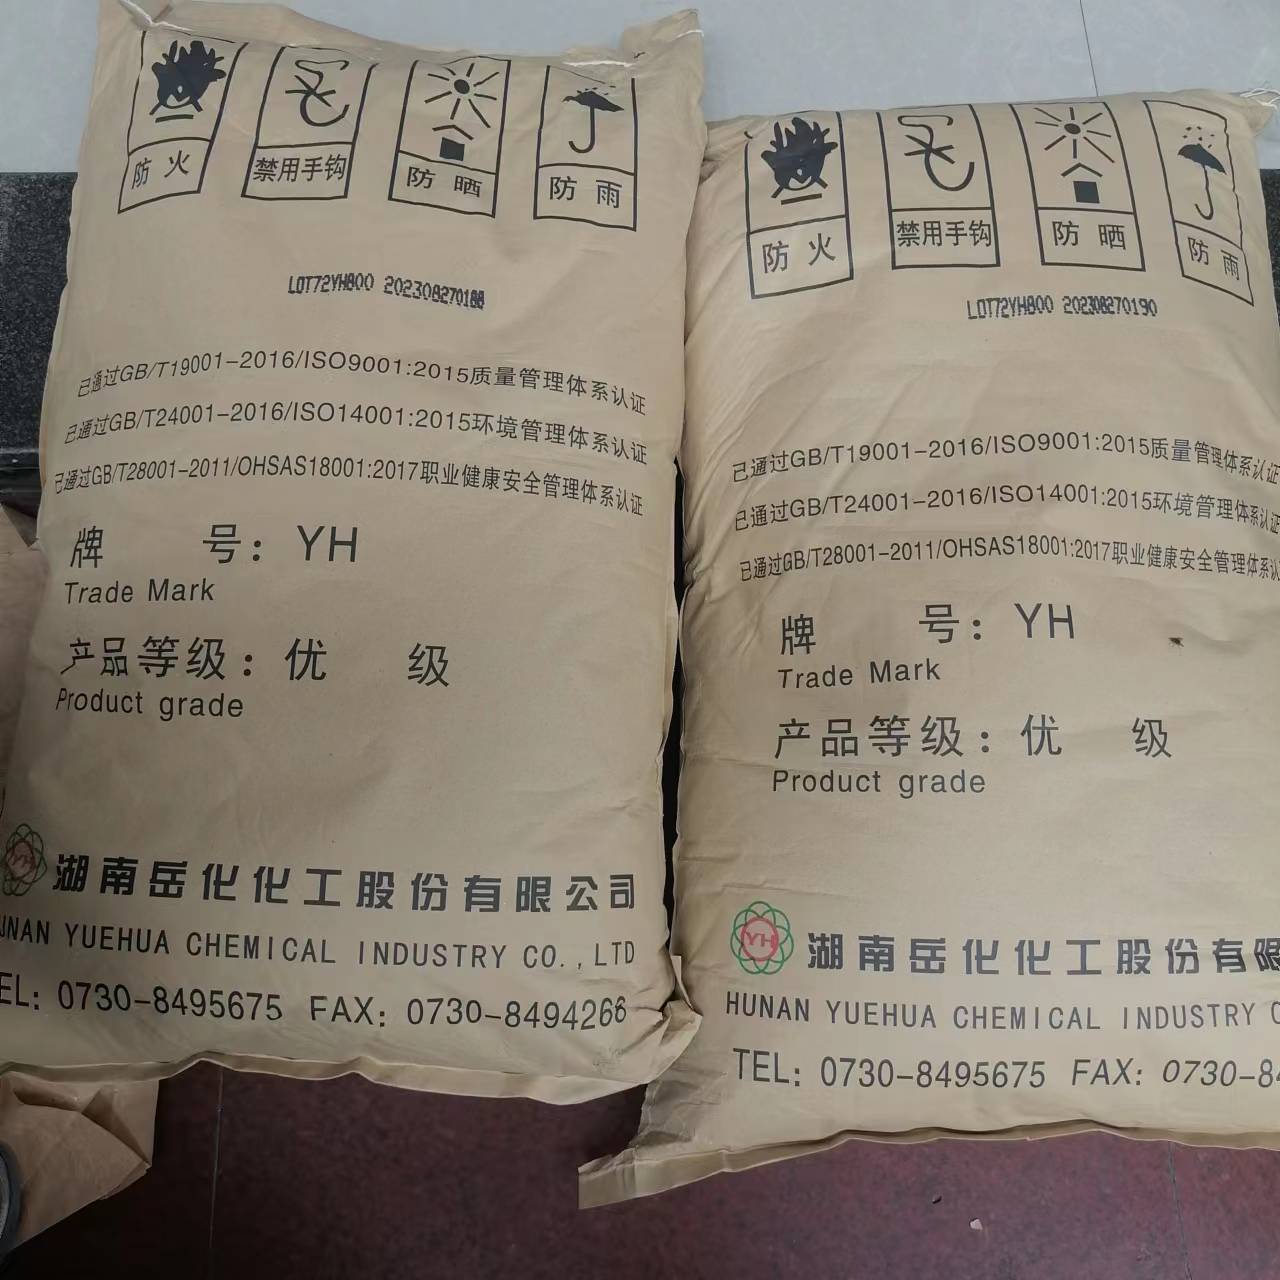 防火
禁用手钩
防晒
防雨
LOT72YH800 202308270188
已通过GB/T19001-2016/ISO9001:2015质量管理体系认证
已通过GB/T24001-2016/ISO14001:2015环境管理体系认证
已通过GB/T28001-2011/OHSAS18001:2017职业健康安全管理体系认证
牌 号：YH
Trade Mark
产品等级：优 级
Product grade
YH 湖南岳化化工股份有限公司
UNAN YUEHUA CHEMICAL INDUSTRY CO.,LTD
EL: 0730-8495675 FAX: 0730-8494266
防火
禁用手钩
防晒
防雨
LOT72YH800 202308270190
已通过GB/T19001-2016/ISO9001:2015质量管理体系认证
已通过GB/T24001-2016/ISO14001:2015环境管理体系认证
已通过GB/T28001-2011/OHSAS18001:2017职业健康安全管理体系认
牌 号：YH
Trade Mark
产品等级：优 级
Product grade
YH 湖南岳化化工股份有限
HUNAN YUEHUA CHEMICAL INDUSTRY C
TEL: 0730-8495675 FAX: 0730-84